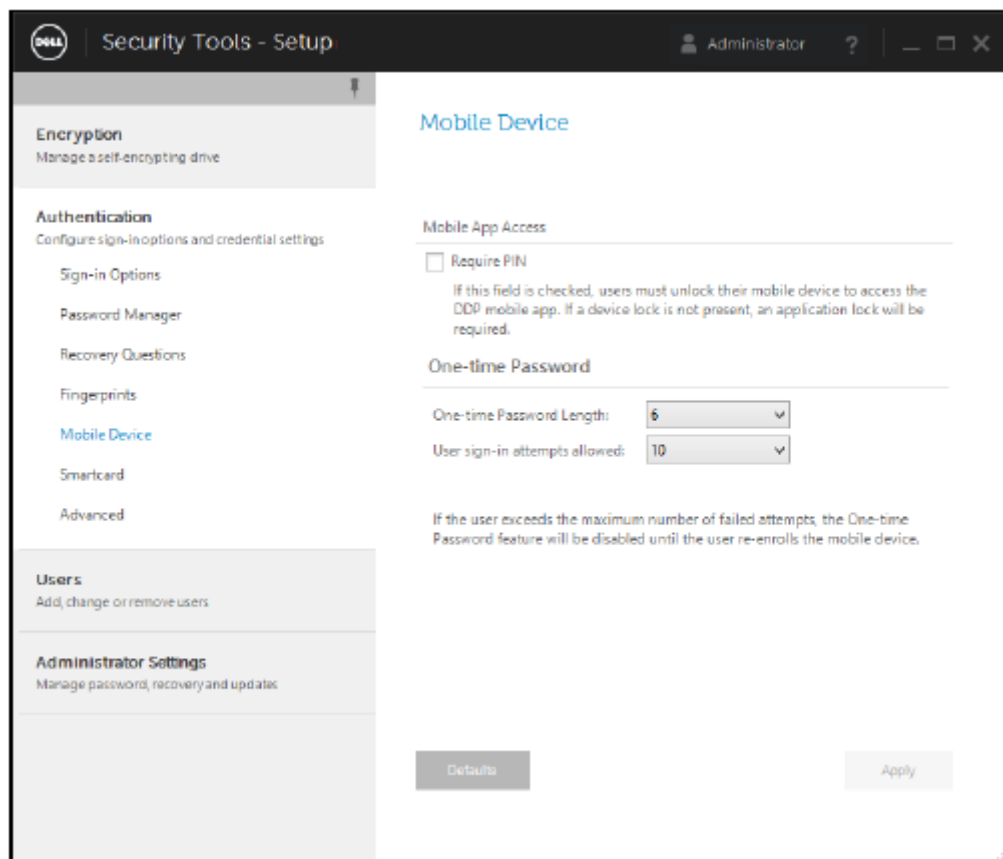 DELL
Security Tools - Setup
Administrator
?
Encryption
Manage a self-encrypting drive
Authentication
Configure sign-in options and credential settings
Sign-in Options
Password Manager
Recovery Questions
Fingerprints
Mobile Device
Smartcard
Advanced
Users
Add, change or remove users
Administrator Settings
Manage password, recovery and updates
Mobile Device
Mobile App Access
Require PIN
If this field is checked, users must unlock their mobile device to access the
DDP mobile app. If a device lock is not present, an application lock will be
required.
One-time Password
One-time Password Length: 6
User sign-in attempts allowed: 10
If the user exceeds the maximum number of failed attempts, the One-time
Password feature will be disabled until the user re-enrolls the mobile device.
Defaults
Apply